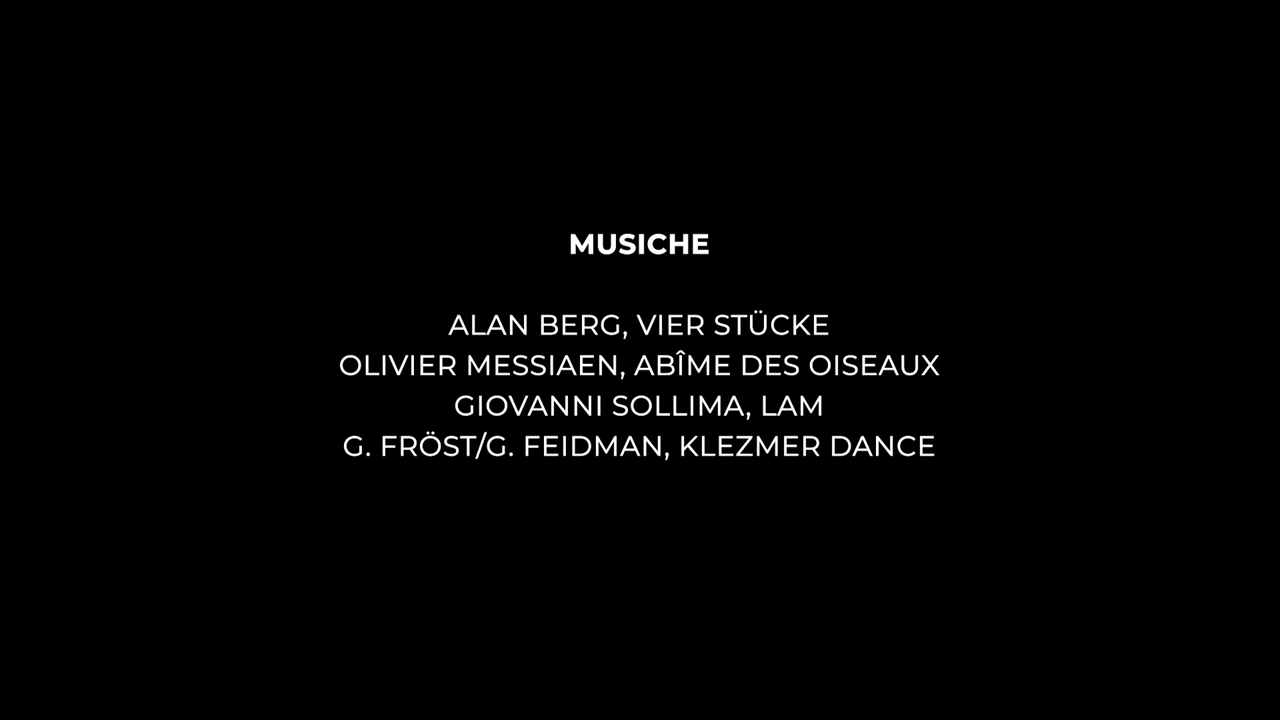 MUSICHE
ALAN BERG, VIER STÜCKE
OLIVIER MESSIAEN, ABÎME DES OISEAUX
GIOVANNI SOLLIMA, LAM
G. FRÖST/G. FEIDMAN, KLEZMER DANCE